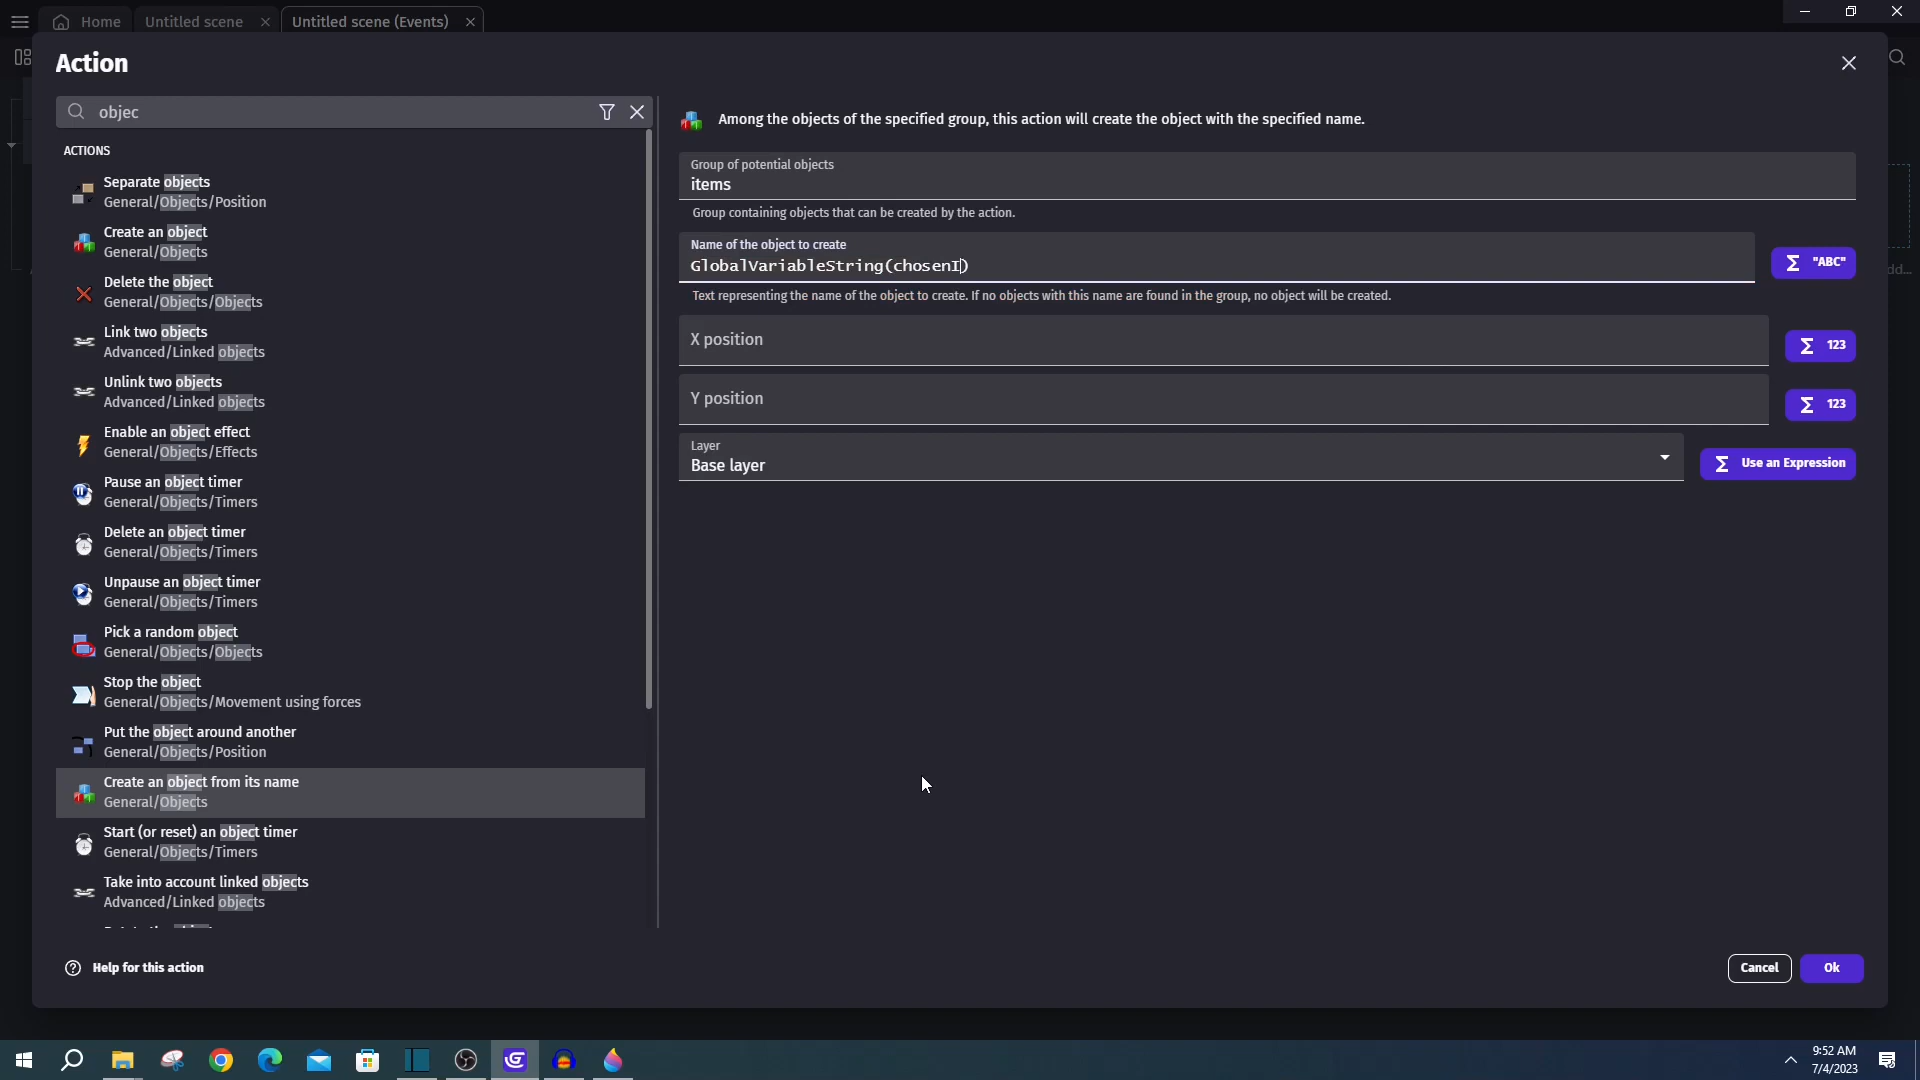 Home
Untitled scene
Untitled scene (Events)
Action
objec
ACTIONS
Separate objects
General/Objects/Position
Create an object
General/Objects
Delete the object
General/Objects/Objects
Link two objects
Advanced/Linked objects
Unlink two objects
Advanced/Linked objects
Enable an object effect
General/Objects/Effects
Pause an object timer
General/Objects/Timers
Delete an object timer
General/Objects/Timers
Unpause an object timer
General/Objects/Timers
Pick a random object
General/Objects/Objects
Stop the object
General/Objects/Movement using forces
Put the object around another
General/Objects/Position
Create an object from its name
General/Objects
Start (or reset) an object timer
General/Objects/Timers
Take into account linked objects
Advanced/Linked objects
Among the objects of the specified group, this action will create the object with the specified name.
Group of potential objects
items
Group containing objects that can be created by the action.
Name of the object to create
GlobalVariableString(chosenI)
Σ "ABC"
Text representing the name of the object to create. If no objects with this name are found in the group, no object will be created.
X position
Σ 123
Y position
Σ 123
Layer
Base layer
Σ Use an Expression
Help for this action
Cancel
Ok
9:52 AM
7/4/2023